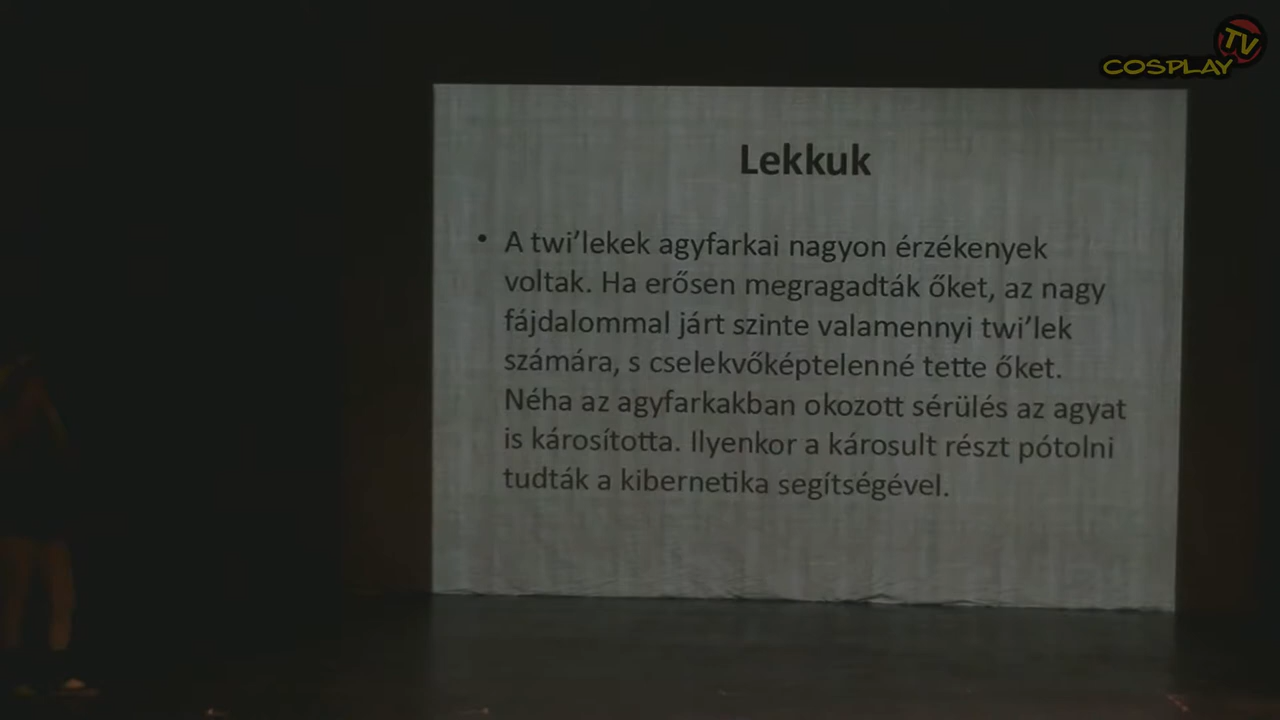 TV
COSPLAY
Lekkuk
• A twi’lekek agyfarkai nagyon érzékenyek
voltak. Ha erősen megragadták őket, az nagy
fájdalommal járt szinte valamennyi twi’lek
számára, s cselekvőképtelenné tette őket.
Néha az agyfarkakban okozott sérülés az agyat
is károsította. Ilyenkor a károsult részt pótolni
tudták a kibernetika segítségével.